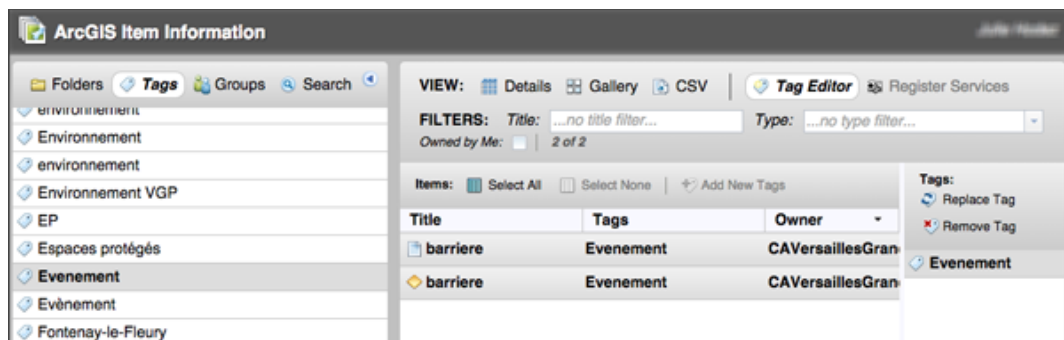 ArcGIS Item Information
Folders Tags Groups Search
environnement
Environnement
environnement
Environnement VGP
EP
Espaces protégés
Evenement
Evènement
Fontenay-le-Fleury
VIEW: Details Gallery CSV Tag Editor Register Services
FILTERS: Title: ...no title filter... Type: ...no type filter...
Owned by Me: 2 of 2
Items: Select All Select None Add New Tags
Title Tags Owner
barriere Evenement CAVersaillesGran
barriere Evenement CAVersaillesGran
Tags:
Replace Tag
Remove Tag
Evenement